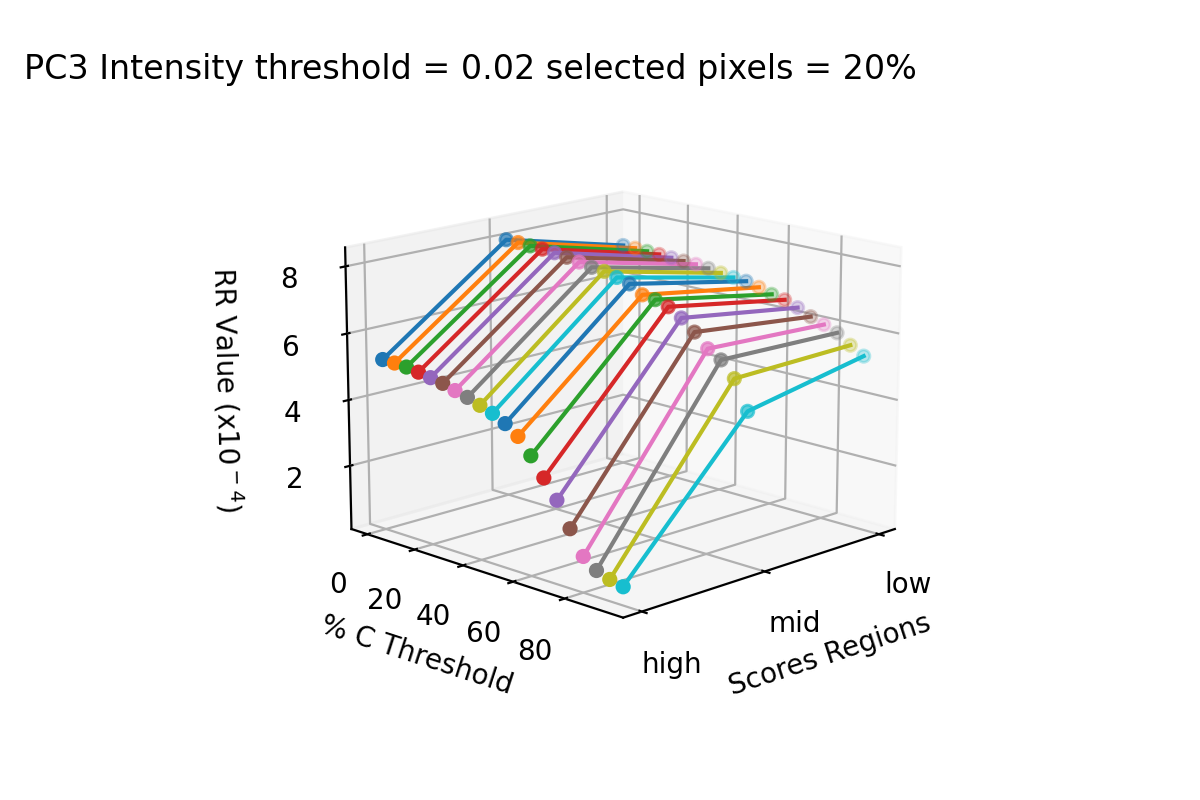 PC3 Intensity threshold = 0.02 selected pixels = 20%
RR Value (x10⁻⁴)
8
6
4
2
0
20
40
60
80
% C Threshold
high
mid
low
Scores Regions